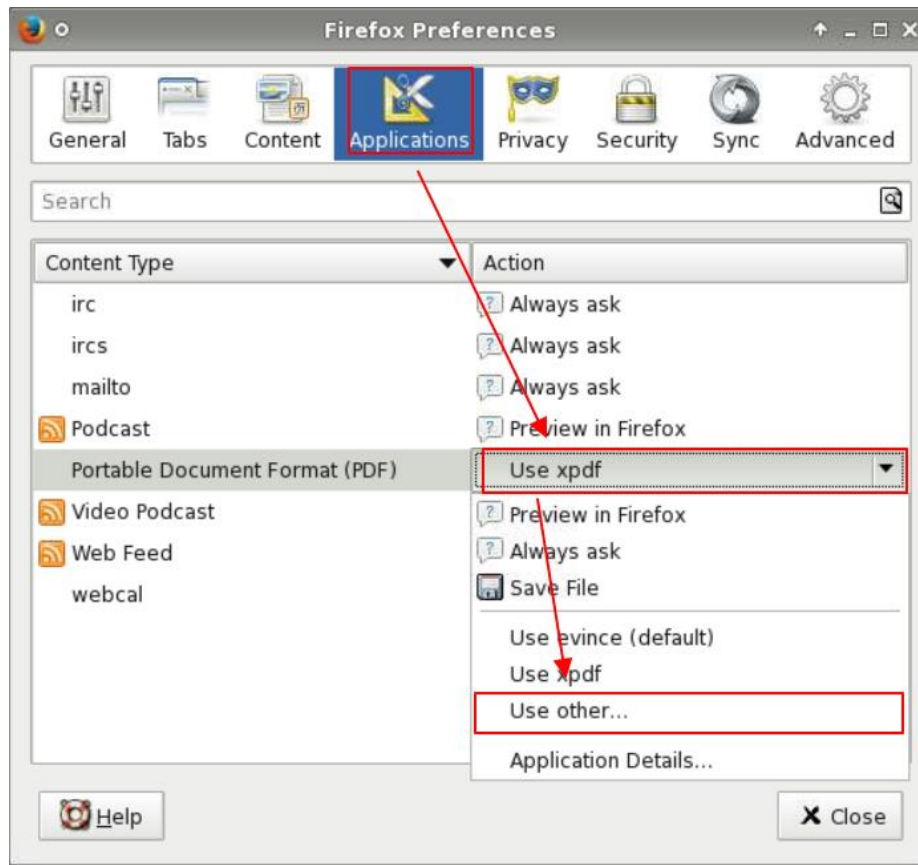 Firefox Preferences
General Tabs Content Applications Privacy Security Sync Advanced
Search
Content Type Action
irc Always ask
ircs Always ask
mailto Always ask
Podcast Preview in Firefox
Portable Document Format (PDF) Use xpdf
Video Podcast Preview in Firefox
Web Feed Always ask
webcal Save File
Use evince (default)
Use xpdf
Use other...
Application Details...
Help Close